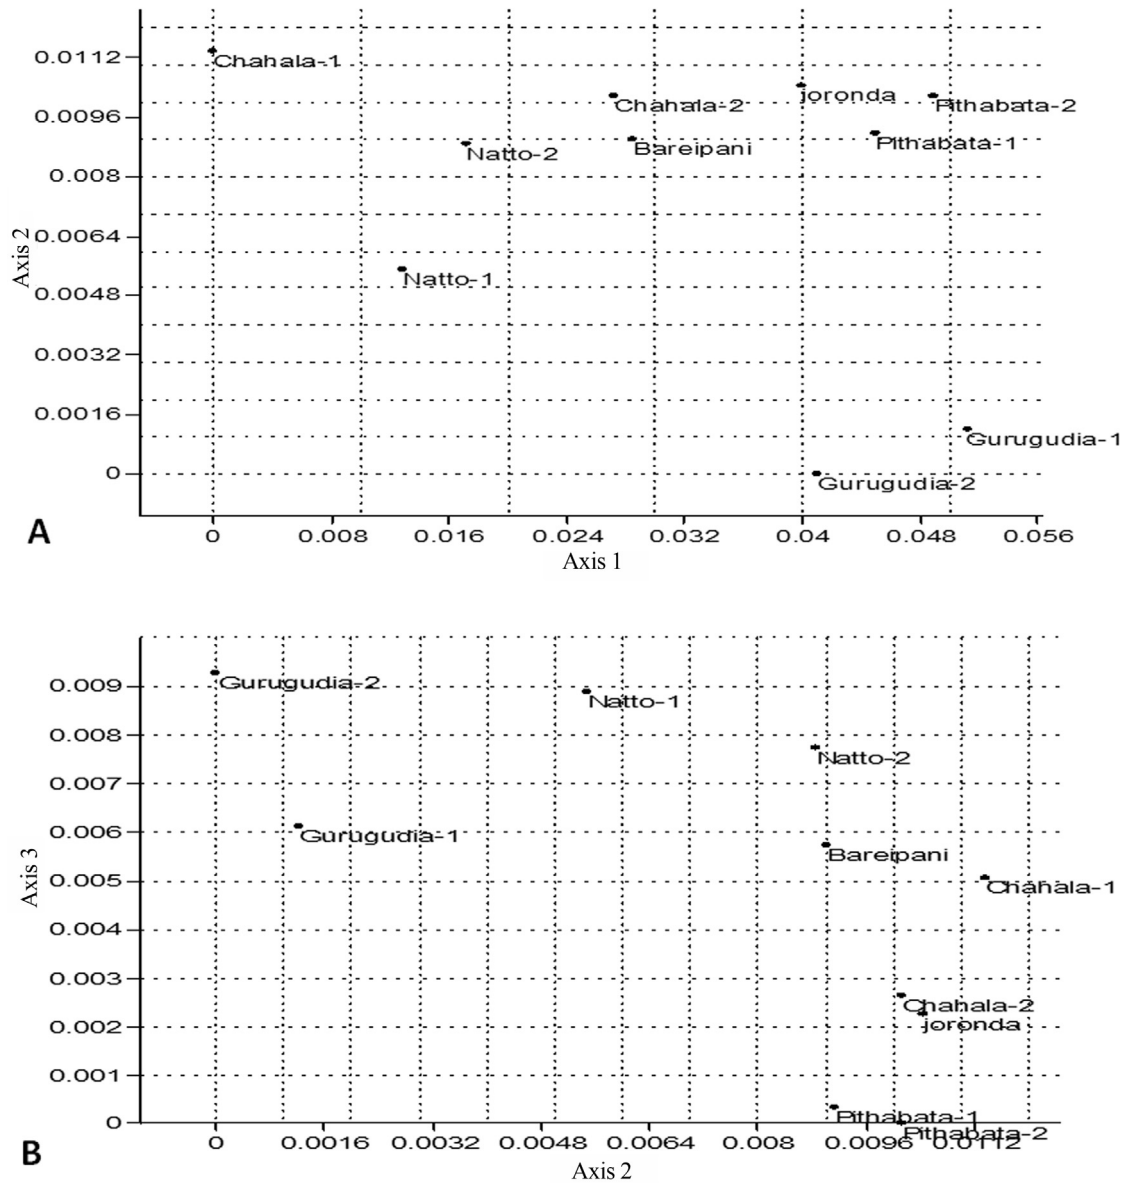 0.0112
Chahala-1
Chahala-2
joronda
Pithabata-2
0.0096
Natto-2
Bareipani
Pithabata-1
0.008
Axis 2
0.0064
Natto-1
0.0048
0.0032
0.0016
Gurugudia-1
0
Gurugudia-2
A
0 0.008 0.016 0.024 0.032 0.04 0.048 0.056
Axis 1
0.009
Gurugudia-2
Natto-1
0.008
Natto-2
0.007
0.006
Gurugudia-1
Bareipani
Axis 3
0.005
Chahala-1
0.004
0.003
Chahala-2
0.002
joronda
0.001
Pithabata-1
0
Pithabata-2
B
0 0.0016 0.0032 0.0048 0.0064 0.008 0.0096 0.0112
Axis 2